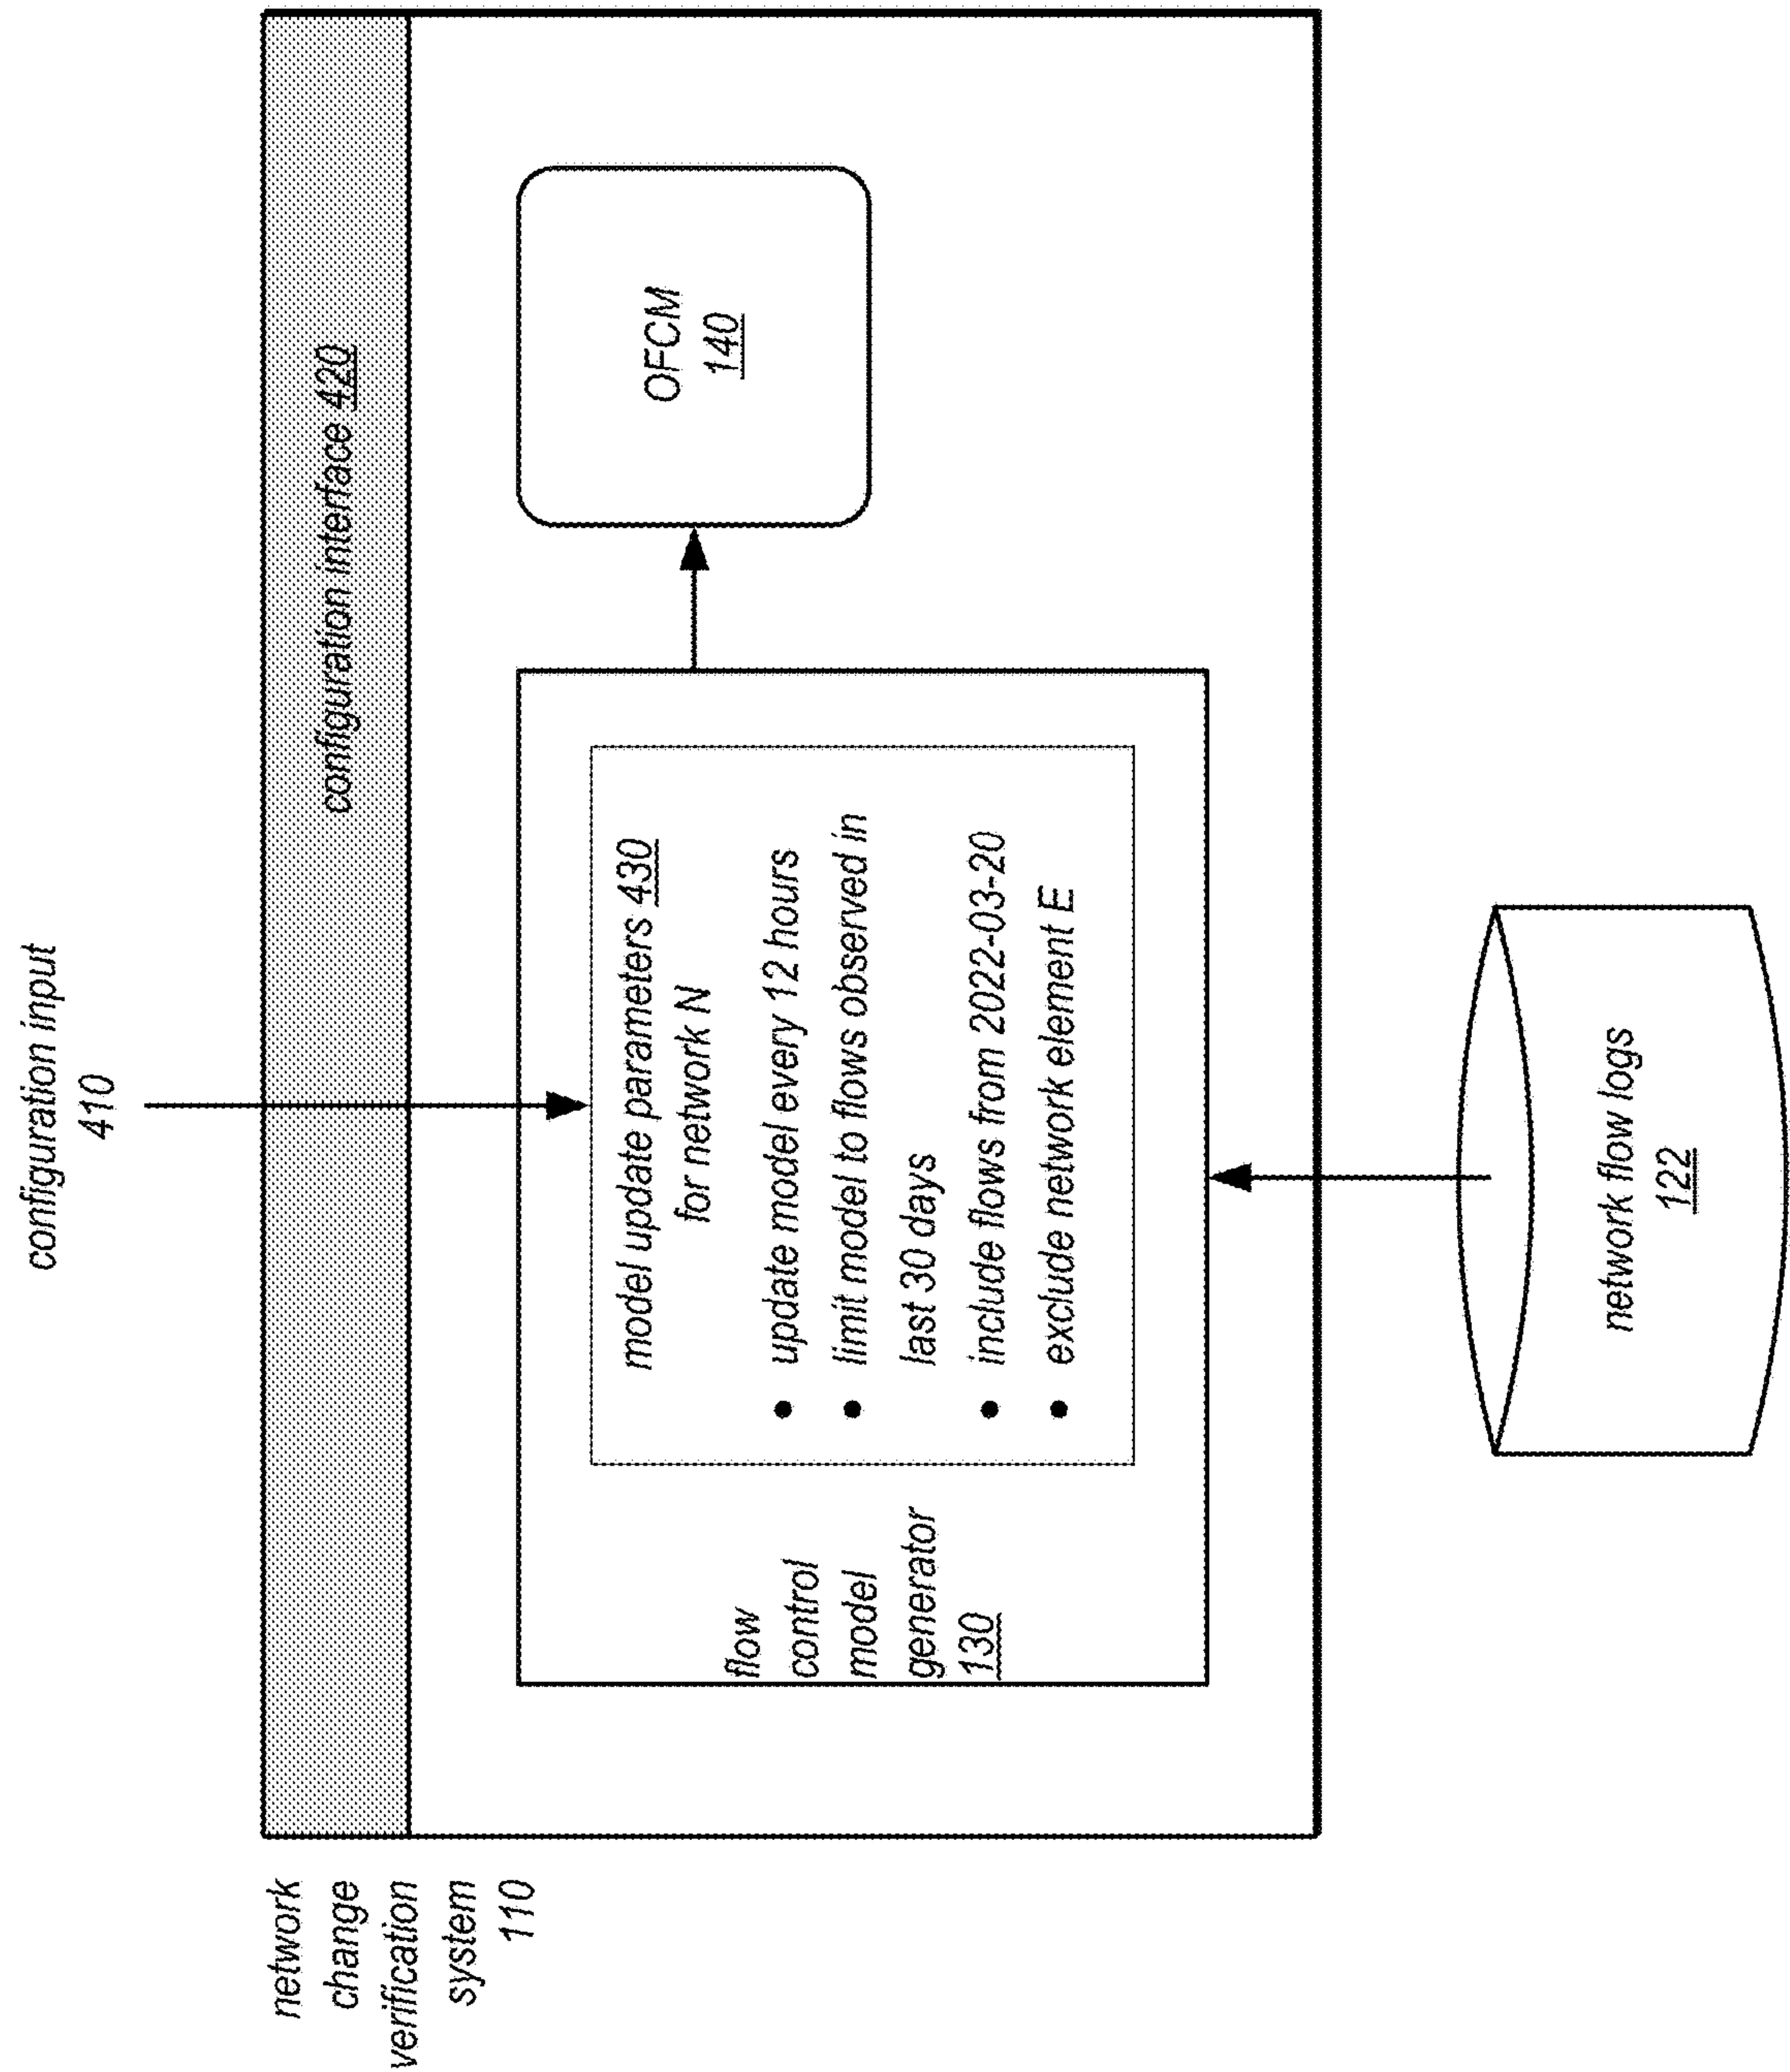 configuration input
410
network
change
verification
system
110
configuration interface 420
flow
control
model
generator
130
model update parameters 430
for network N
• update model every 12 hours
• limit model to flows observed in
last 30 days
• include flows from 2022-03-20
• exclude network element E
OFCM
140
network flow logs
122